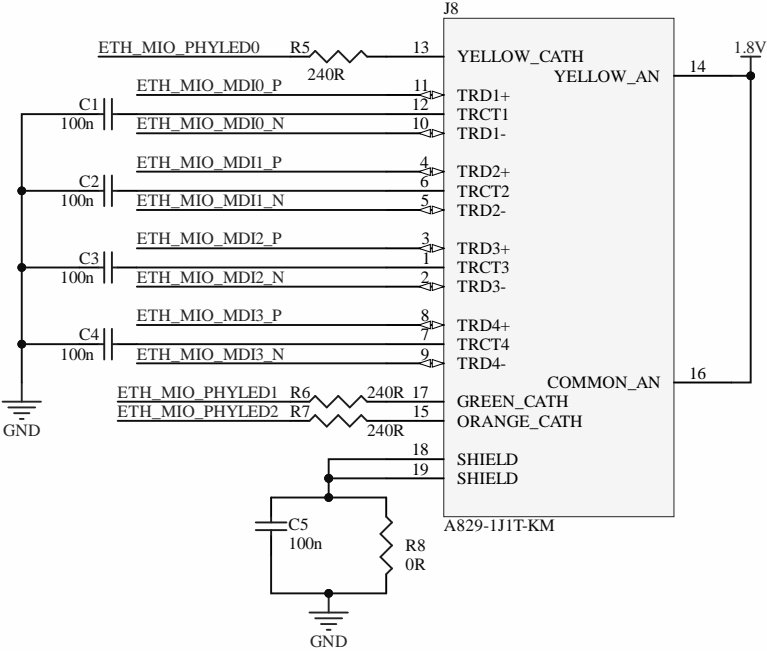 J8
ETH_MIO_PHYLED0 R5 13 YELLOW_CATH 1.8V
240R
YELLOW_AN 14
ETH_MIO_MDI0_P 11 TRD1+
C1 12 TRCT1
100n ETH_MIO_MDI0_N 10 TRD1-
ETH_MIO_MDI1_P 4 TRD2+
C2 6 TRCT2
100n ETH_MIO_MDI1_N 5 TRD2-
ETH_MIO_MDI2_P 3 TRD3+
C3 1 TRCT3
100n ETH_MIO_MDI2_N 2 TRD3-
ETH_MIO_MDI3_P 8 TRD4+
C4 7 TRCT4
100n ETH_MIO_MDI3_N 9 TRD4-
COMMON_AN 16
ETH_MIO_PHYLED1 R6 240R 17 GREEN_CATH
ETH_MIO_PHYLED2 R7 240R 15 ORANGE_CATH
GND
18 SHIELD
19 SHIELD
A829-1J1T-KM
C5
100n
R8
0R
GND